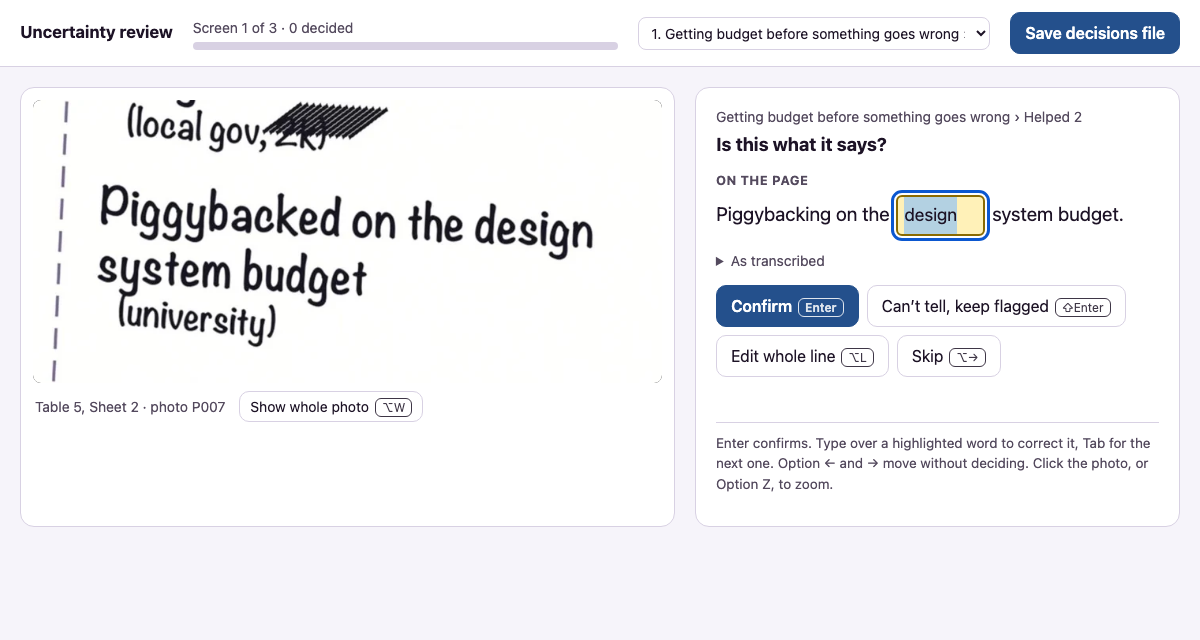 Uncertainty review
Screen 1 of 3 · 0 decided
1. Getting budget before something goes wrong
Save decisions file
(local gov, 2k)
Piggybacked on the design
system budget
(university)
Table 5, Sheet 2 · photo P007
Show whole photo ⌥W
Getting budget before something goes wrong › Helped 2
Is this what it says?
ON THE PAGE
Piggybacking on the design system budget.
As transcribed
Confirm Enter
Can’t tell, keep flagged ⇧Enter
Edit whole line ⌥L
Skip ⌥→
Enter confirms. Type over a highlighted word to correct it, Tab for the
next one. Option ← and → move without deciding. Click the photo, or
Option Z, to zoom.